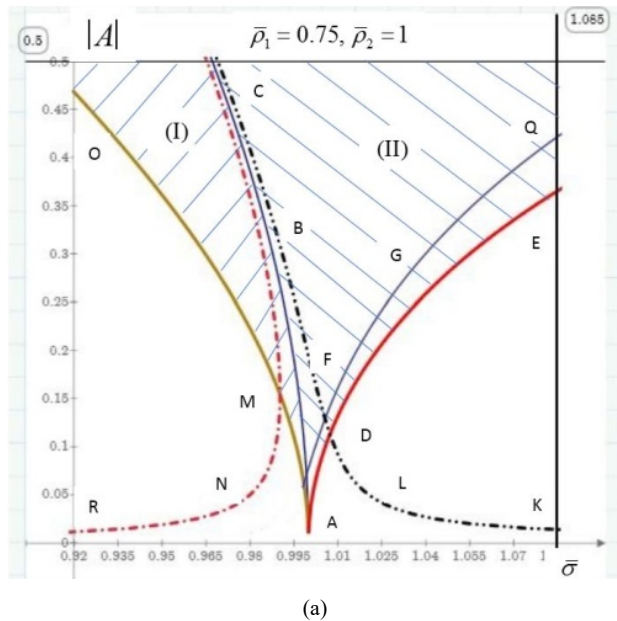 0.5 |A| ρ̄₁ = 0.75, ρ̄₂ = 1 1.065
0.5
C
0.45
(I) (II) Q
0.4
O
0.35
B
0.3
G E
0.25
0.2
F
0.15
M
D
0.1
N L
0.05
R A K
0
0.92 0.935 0.95 0.965 0.98 0.995 1.01 1.025 1.04 1.055 1.07 1
σ̄
(a)